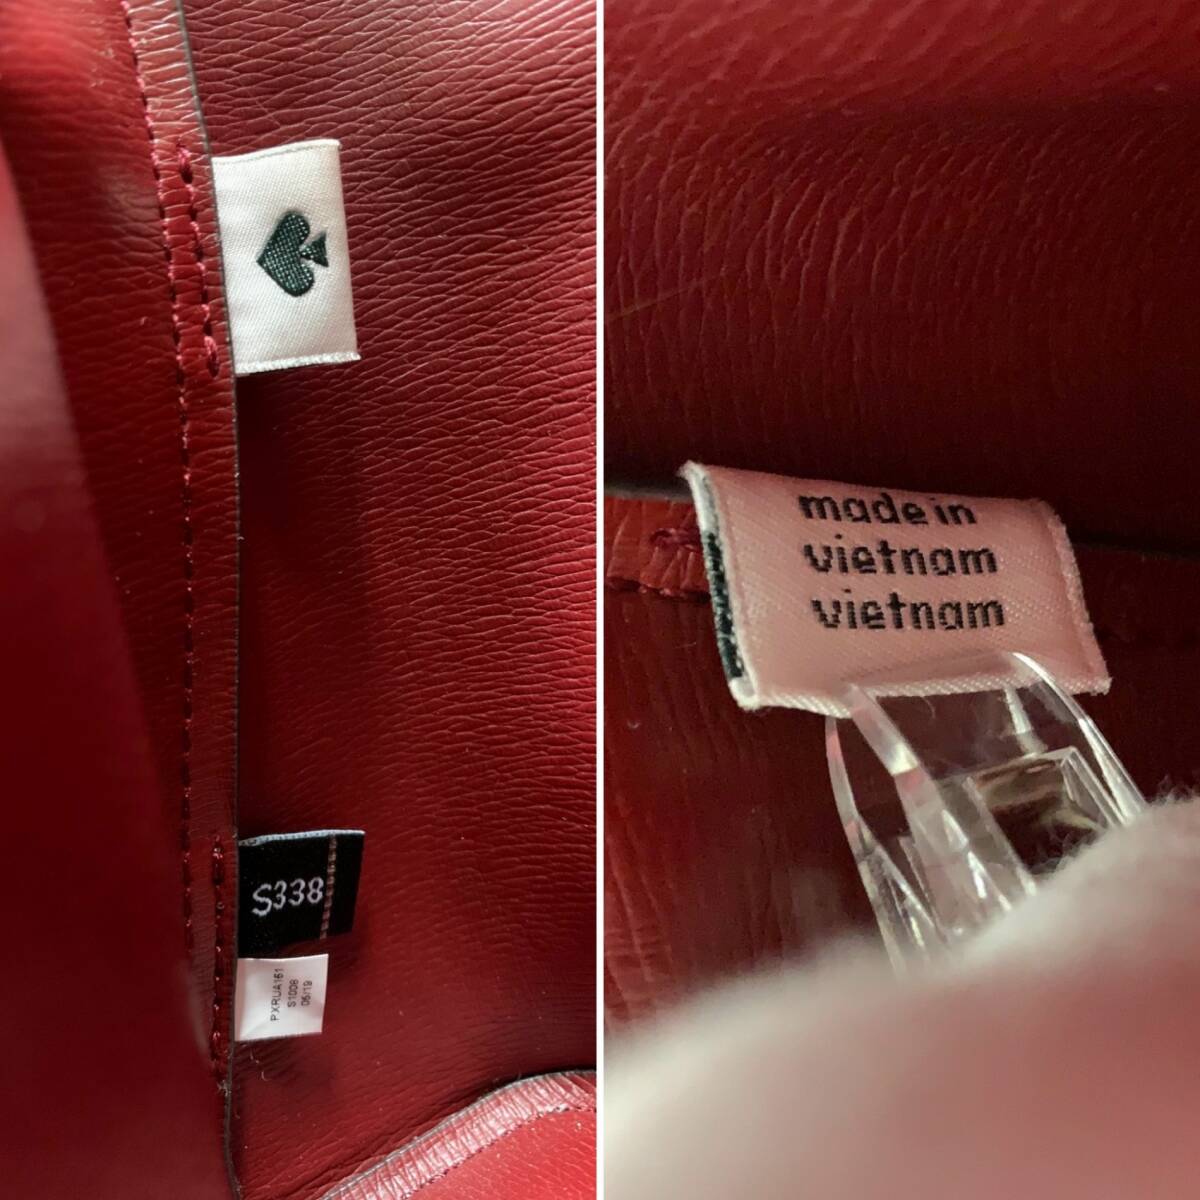 S338
PXRUA161
S1008
05/19
made in
vietnam
vietnam